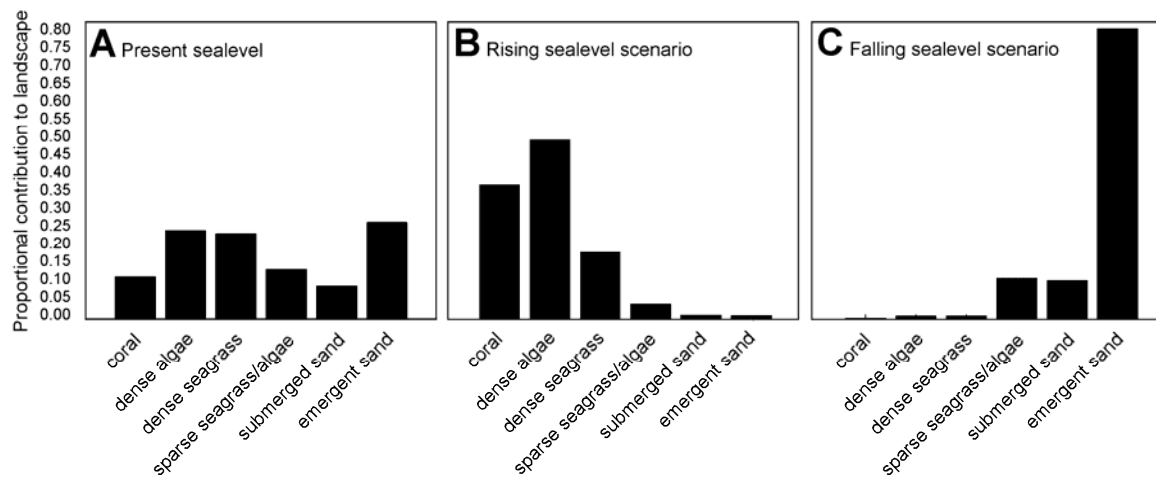 Proportional contribution to landscape
0.80
0.75
0.70
0.65
0.60
0.55
0.50
0.45
0.40
0.35
0.30
0.25
0.20
0.15
0.10
0.05
0.00
A Present sealevel
coral
dense algae
dense seagrass
sparse seagrass/algae
submerged sand
emergent sand
B Rising sealevel scenario
coral
dense algae
dense seagrass
sparse seagrass/algae
submerged sand
emergent sand
C Falling sealevel scenario
coral
dense algae
dense seagrass
sparse seagrass/algae
submerged sand
emergent sand